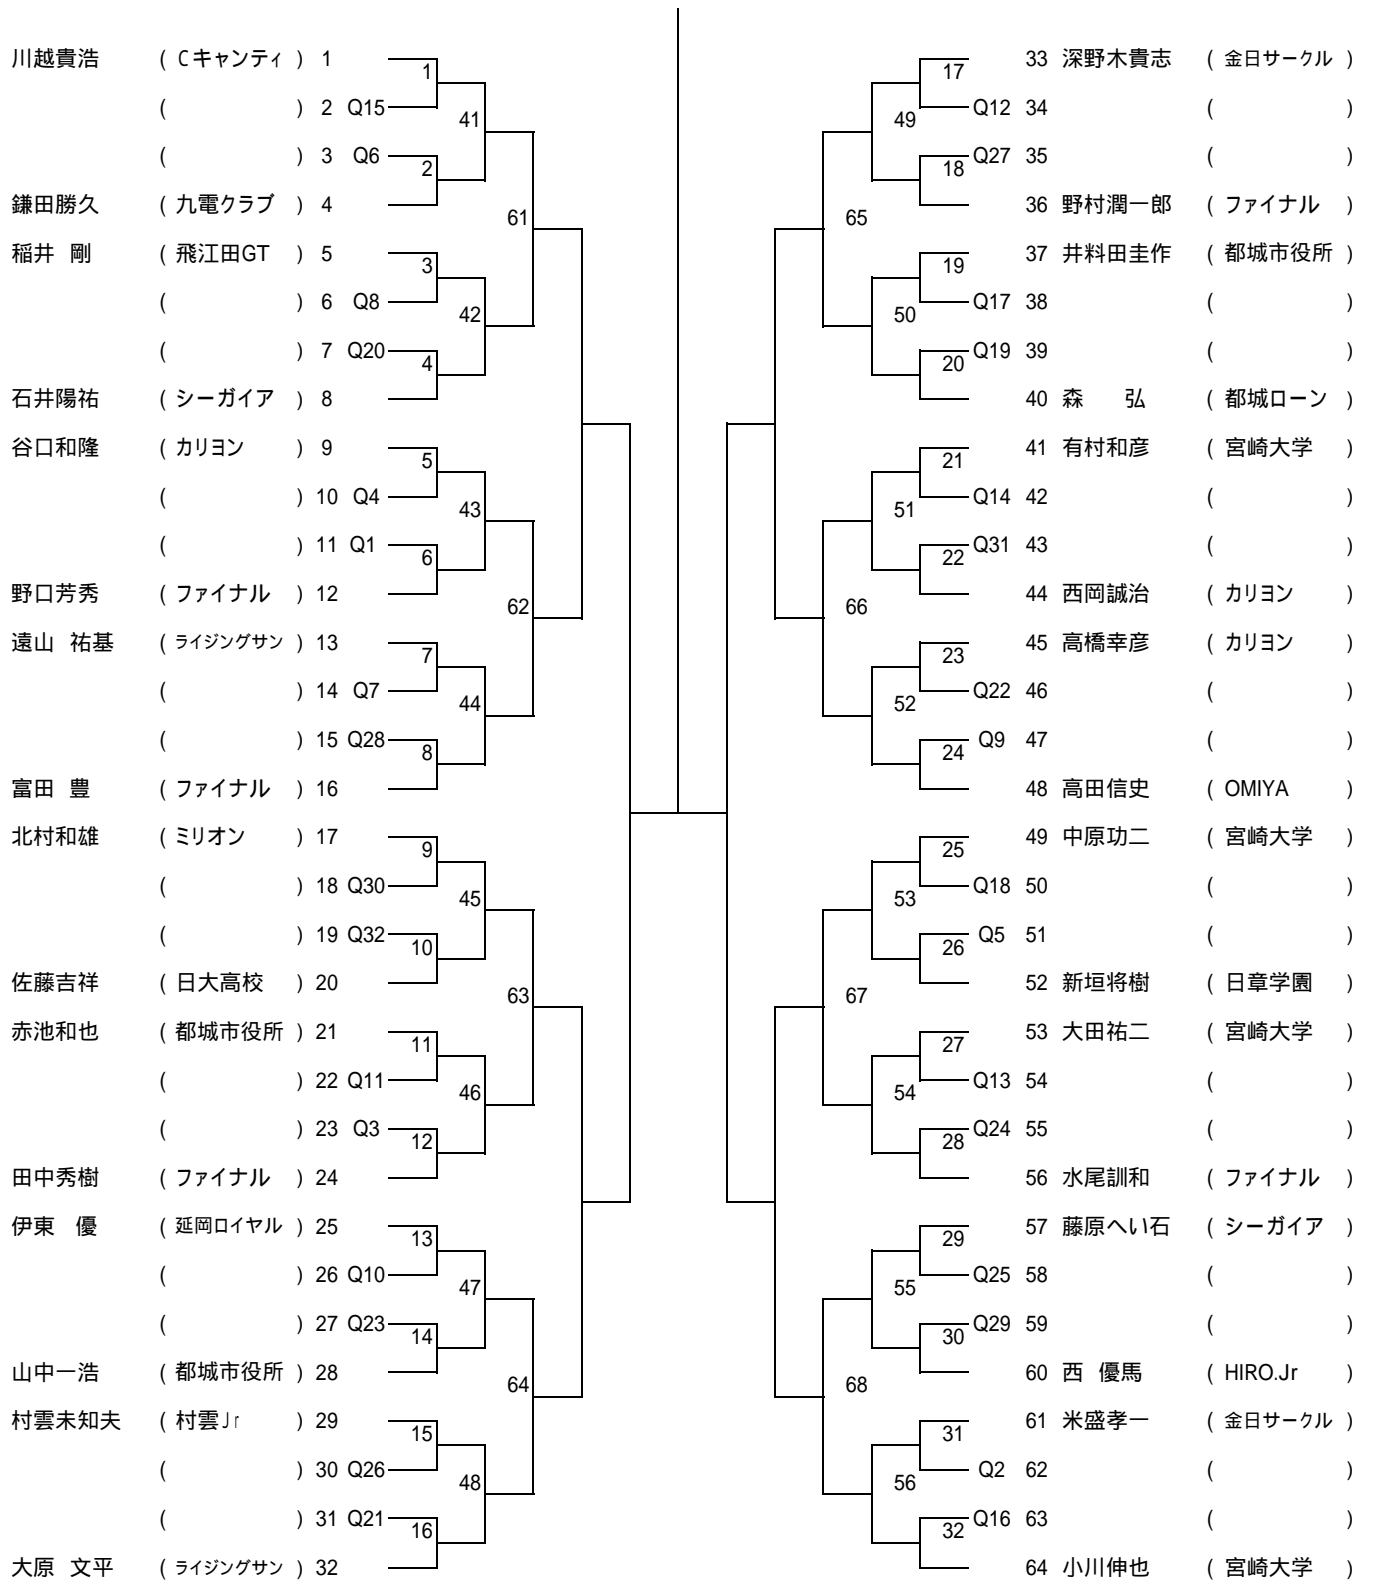 川越貴浩 ( Cキャンティ ) 1
( ) 2 Q15
( ) 3 Q6
鎌田勝久 ( 九電クラブ ) 4
稲井 剛 ( 飛江田GT ) 5
( ) 6 Q8
( ) 7 Q20
石井陽祐 ( シーガイア ) 8
谷口和隆 ( カリヨン ) 9
( ) 10 Q4
( ) 11 Q1
野口芳秀 ( ファイナル ) 12
遠山 祐基 ( ライジングサン ) 13
( ) 14 Q7
( ) 15 Q28
富田 豊 ( ファイナル ) 16
北村和雄 ( ミリオン ) 17
( ) 18 Q30
( ) 19 Q32
佐藤吉祥 ( 日大高校 ) 20
赤池和也 ( 都城市役所 ) 21
( ) 22 Q11
( ) 23 Q3
田中秀樹 ( ファイナル ) 24
伊東 優 ( 延岡ロイヤル ) 25
( ) 26 Q10
( ) 27 Q23
山中一浩 ( 都城市役所 ) 28
村雲未知夫 ( 村雲Jr ) 29
( ) 30 Q26
( ) 31 Q21
大原 文平 ( ライジングサン ) 32
1
2
3
4
5
6
7
8
9
10
11
12
13
14
15
16
41
42
43
44
45
46
47
48
61
62
63
64
65
66
67
68
49
50
51
52
53
54
55
56
17
18
19
20
21
22
23
24
25
26
27
28
29
30
31
32
33 深野木貴志 ( 金日サークル )
Q12 34 ( )
Q27 35 ( )
36 野村潤一郎 ( ファイナル )
37 井料田圭作 ( 都城市役所 )
Q17 38 ( )
Q19 39 ( )
40 森 弘 ( 都城ローン )
41 有村和彦 ( 宮崎大学 )
Q14 42 ( )
Q31 43 ( )
44 西岡誠治 ( カリヨン )
45 高橋幸彦 ( カリヨン )
Q22 46 ( )
Q9 47 ( )
48 高田信史 ( OMIYA )
49 中原功二 ( 宮崎大学 )
Q18 50 ( )
Q5 51 ( )
52 新垣将樹 ( 日章学園 )
53 大田祐二 ( 宮崎大学 )
Q13 54 ( )
Q24 55 ( )
56 水尾訓和 ( ファイナル )
57 藤原へい石 ( シーガイア )
Q25 58 ( )
Q29 59 ( )
60 西 優馬 ( HIRO.Jr )
61 米盛孝一 ( 金日サークル )
Q2 62 ( )
Q16 63 ( )
64 小川伸也 ( 宮崎大学 )